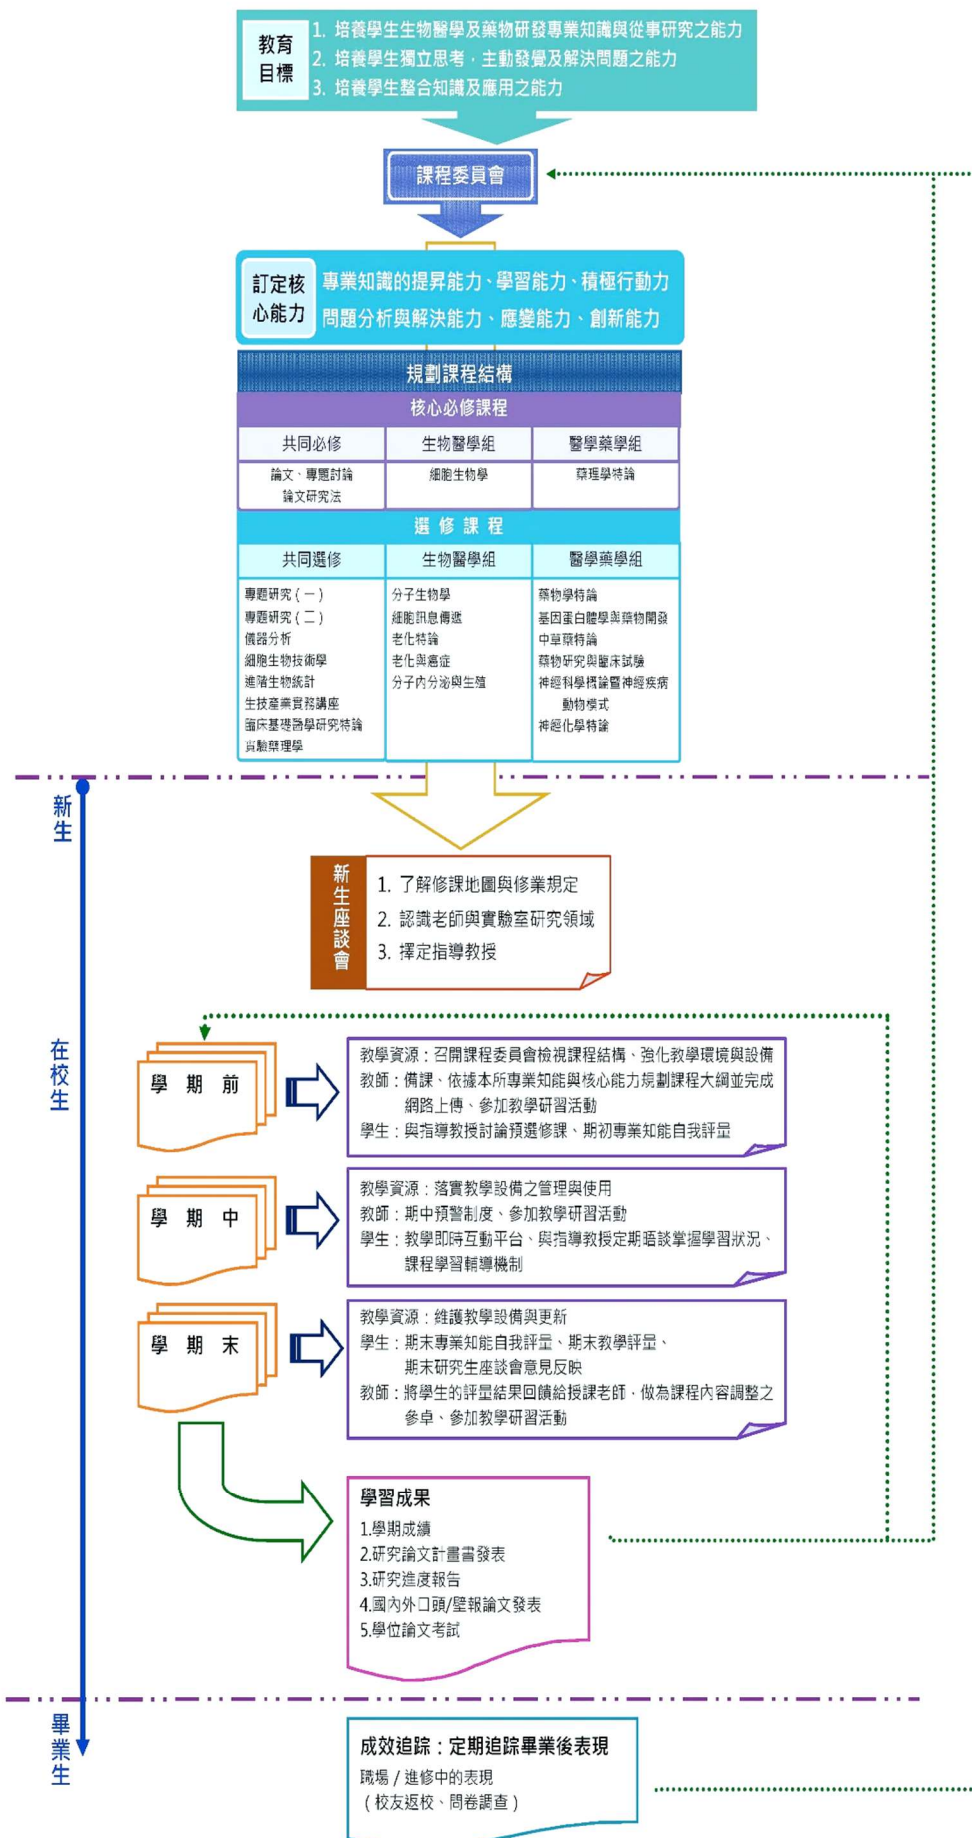 教育
目標
1. 培養學生生物醫學及藥物研發專業知識與從事研究之能力
2. 培養學生獨立思考，主動發覺及解決問題之能力
3. 培養學生整合知識及應用之能力
課程委員會
訂定核
心能力
專業知識的提昇能力、學習能力、積極行動力
問題分析與解決能力、應變能力、創新能力
規劃課程結構
核心必修課程
共同必修
生物醫學組
醫學藥學組
論文、專題討論
論文研究法
細胞生物學
藥理學特論
選修課程
共同選修
生物醫學組
醫學藥學組
專題研究(一)
專題研究(二)
儀器分析
細胞生物技術學
進階生物統計
生技產業實務講座
臨床基礎醫學研究特論
實驗藥理學
分子生物學
細胞訊息傳遞
老化特論
老化與癌症
分子內分泌與生殖
藥物學特論
基因蛋白體學與藥物開發
中草藥特論
藥物研究與臨床試驗
神經科學概論暨神經疾病
動物模式
神經化學特論
新生
新生座談會
1. 了解修課地圖與修業規定
2. 認識老師與實驗室研究領域
3. 擇定指導教授
在校生
學期前
教學資源：召開課程委員會檢視課程結構、強化教學環境與設備
教師：備課、依據本所專業知能與核心能力規劃課程大綱並完成
網路上傳、參加教學研習活動
學生：與指導教授討論預選修課、期初專業知能自我評量
學期中
教學資源：落實教學設備之管理與使用
教師：期中預警制度、參加教學研習活動
學生：教學即時互動平台、與指導教授定期晤談掌握學習狀況、
課程學習輔導機制
學期末
教學資源：維護教學設備與更新
學生：期末專業知能自我評量、期末教學評量、
期末研究生座談會意見反映
教師：將學生的評量結果回饋給授課老師，做為課程內容調整之
參卓、參加教學研習活動
學習成果
1.學期成績
2.研究論文計畫書發表
3.研究進度報告
4.國內外口頭/壁報論文發表
5.學位論文考試
畢業生
成效追踪：定期追踪畢業後表現
職場 / 進修中的表現
(校友返校、問卷調查)